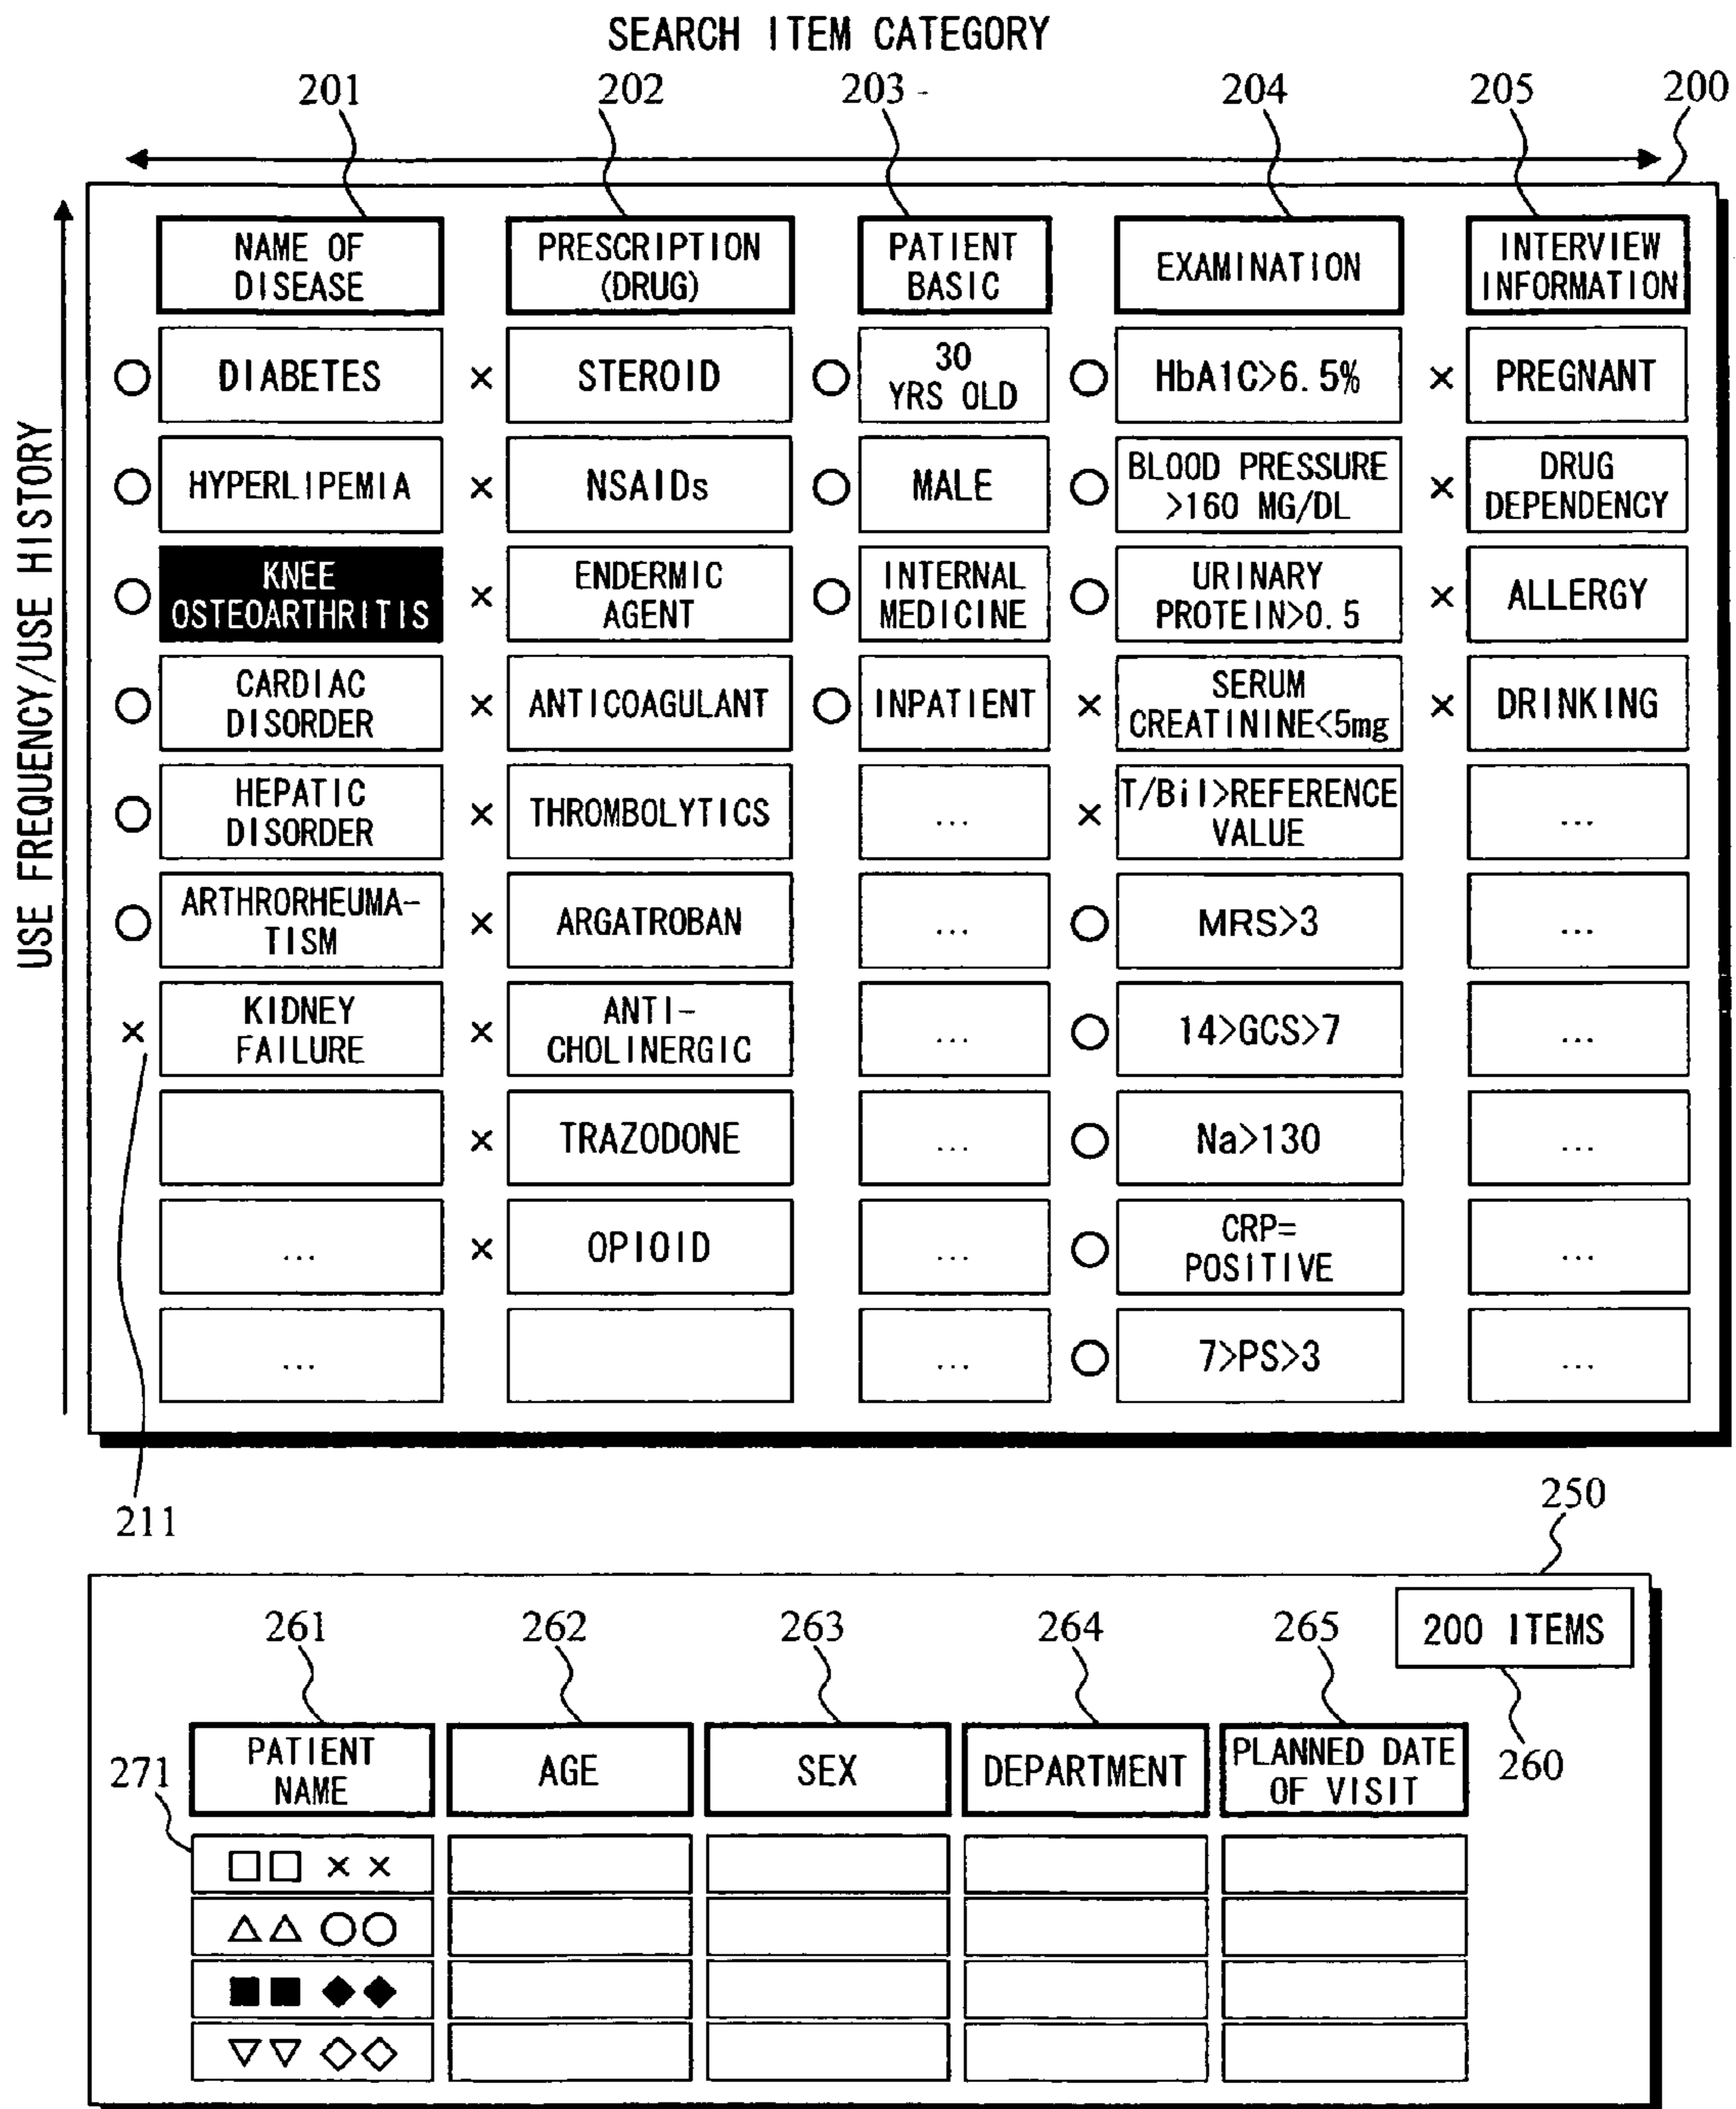 SEARCH ITEM CATEGORY
201 202 203 204 205 200
USE FREQUENCY/USE HISTORY
NAME OF DISEASE PRESCRIPTION (DRUG) PATIENT BASIC EXAMINATION INTERVIEW INFORMATION
○ DIABETES × STEROID ○ 30 YRS OLD ○ HbA1C>6.5% × PREGNANT
○ HYPERLIPEMIA × NSAIDs ○ MALE ○ BLOOD PRESSURE >160 MG/DL × DRUG DEPENDENCY
○ KNEE OSTEOARTHRITIS × ENDERMIC AGENT ○ INTERNAL MEDICINE ○ URINARY PROTEIN>0.5 × ALLERGY
○ CARDIAC DISORDER × ANTICOAGULANT ○ INPATIENT × SERUM CREATININE<5mg × DRINKING
○ HEPATIC DISORDER × THROMBOLYTICS ... × T/Bil>REFERENCE VALUE ...
○ ARTHRORHEUMA-TISM × ARGATROBAN ... ○ MRS>3 ...
× KIDNEY FAILURE × ANTI-CHOLINERGIC ... ○ 14>GCS>7 ...
× TRAZODONE ... ○ Na>130 ...
... × OPIOID ... ○ CRP=POSITIVE ...
... ... ○ 7>PS>3 ...
211
250
200 ITEMS
260
261 262 263 264 265
PATIENT NAME AGE SEX DEPARTMENT PLANNED DATE OF VISIT
271
□□ ××
△△ ○○
■■ ◆◆
▽▽ ◇◇